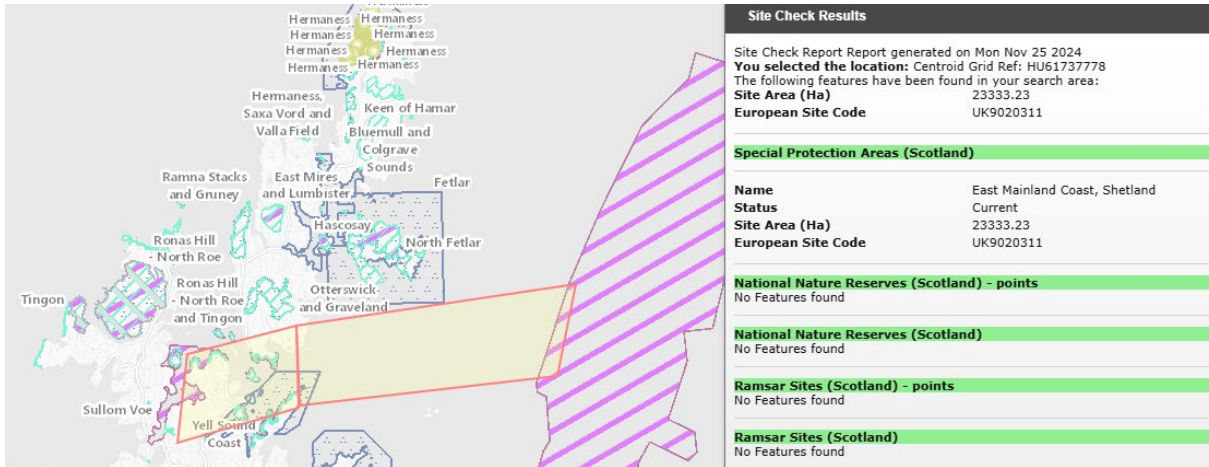 Hermaness Hermaness
Hermaness Hermaness
Hermaness Hermaness
Hermaness Hermaness
Hermaness,
Saxa Vord and
Valla Field
Keen of Hamar
Bluemull and
Colgrave
Sounds
Ramna Stacks
and Gruney
East Mires
and Lumbister
Fetlar
Hascosay,
North Fetlar
Ronas Hill
- North Roe
Tingon
Ronas Hill
- North Roe
and Tingon
Otterswick
and Graveland
Sullom Voe
Yell Sound
Coast
Site Check Results
Site Check Report Report generated on Mon Nov 25 2024
You selected the location: Centroid Grid Ref: HU61737778
The following features have been found in your search area:
Site Area (Ha) 23333.23
European Site Code UK9020311
Special Protection Areas (Scotland)
Name East Mainland Coast, Shetland
Status Current
Site Area (Ha) 23333.23
European Site Code UK9020311
National Nature Reserves (Scotland) - points
No Features found
National Nature Reserves (Scotland)
No Features found
Ramsar Sites (Scotland) - points
No Features found
Ramsar Sites (Scotland)
No Features found